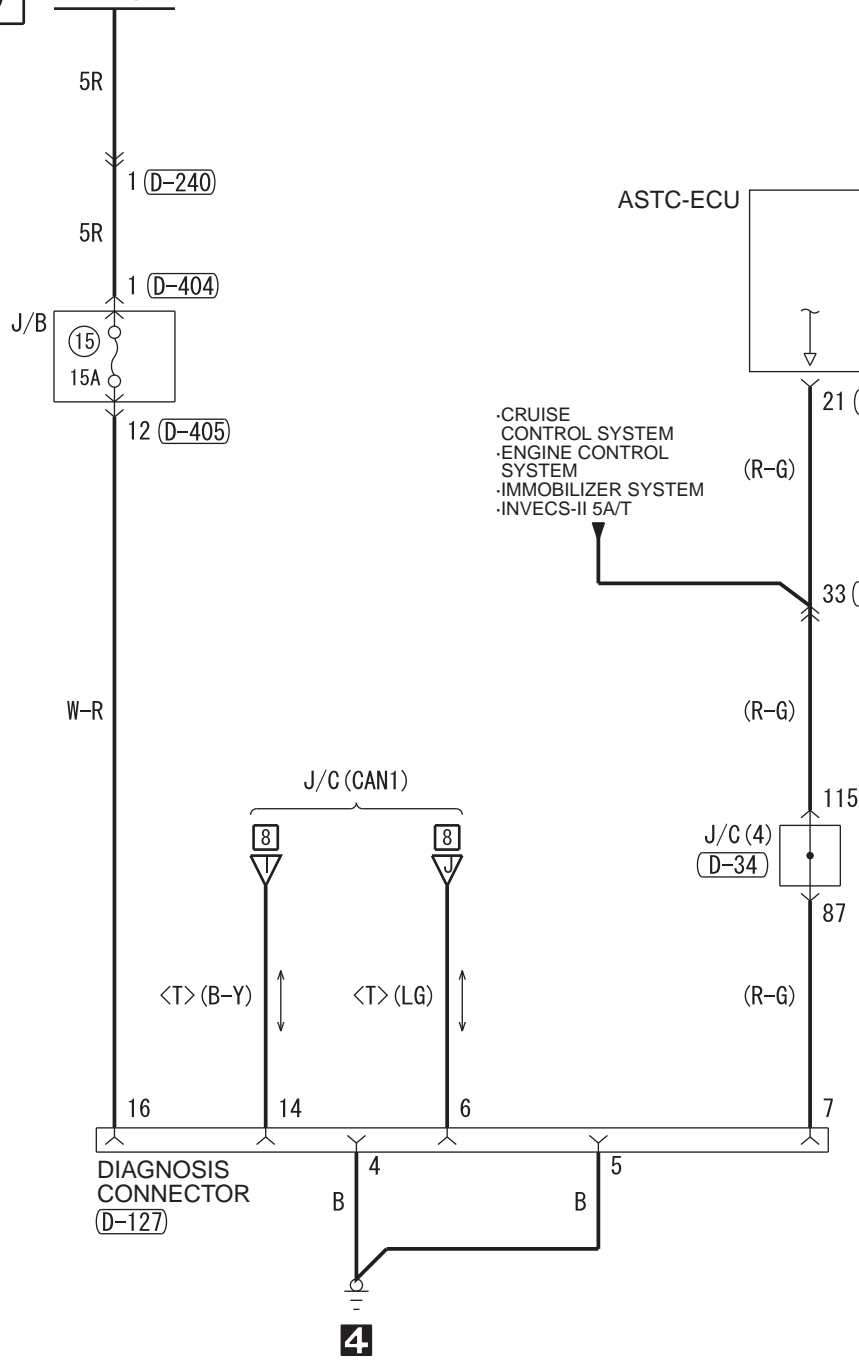 5R
1 (D-240)
5R
1 (D-404)
J/B
15
15A
12 (D-405)
W-R
ASTC-ECU
21 (
·CRUISE
CONTROL SYSTEM
·ENGINE CONTROL
SYSTEM
·IMMOBILIZER SYSTEM
·INVECS-II 5A/T
(R-G)
33 (
(R-G)
115
J/C(4)
(D-34)
87
(R-G)
J/C(CAN1)
8
I
8
J
<T>(B-Y)
<T>(LG)
16
14
6
7
DIAGNOSIS
CONNECTOR
(D-127)
4
5
B
B
4